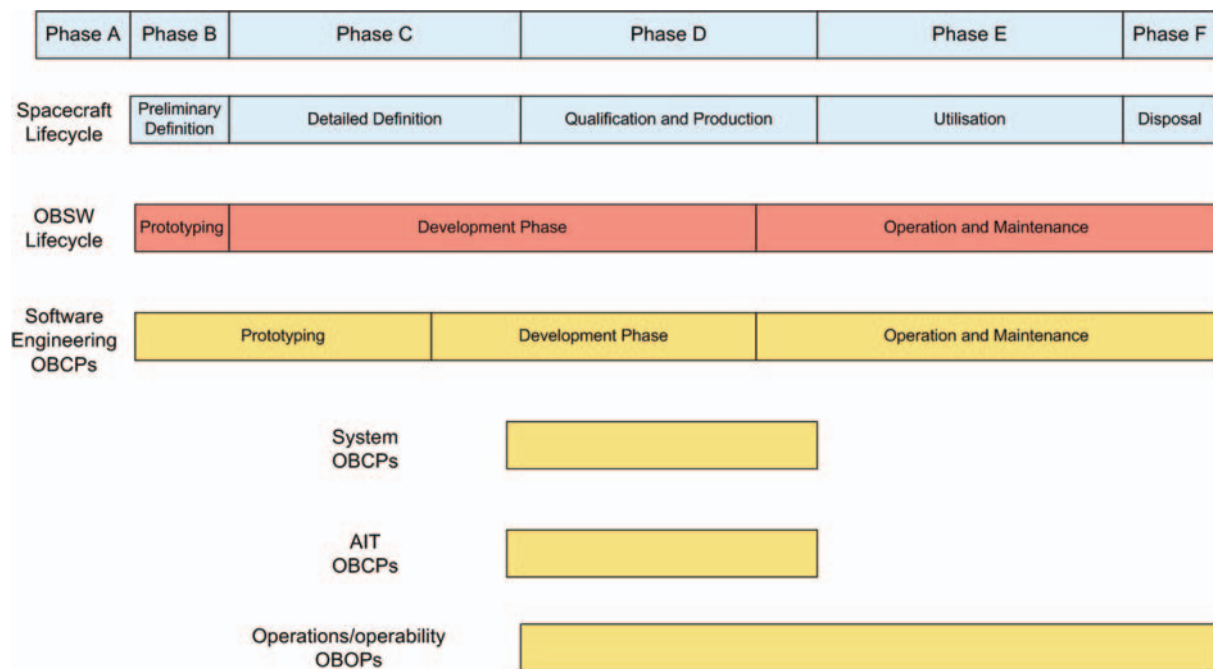 Phase A Phase B Phase C Phase D Phase E Phase F
Spacecraft
Lifecycle
Preliminary
Definition
Detailed Definition
Qualification and Production
Utilisation
Disposal
OBSW
Lifecycle
Prototyping
Development Phase
Operation and Maintenance
Software
Engineering
OBCPs
Prototyping
Development Phase
Operation and Maintenance
System
OBCPs
AIT
OBCPs
Operations/operability
OBOPs